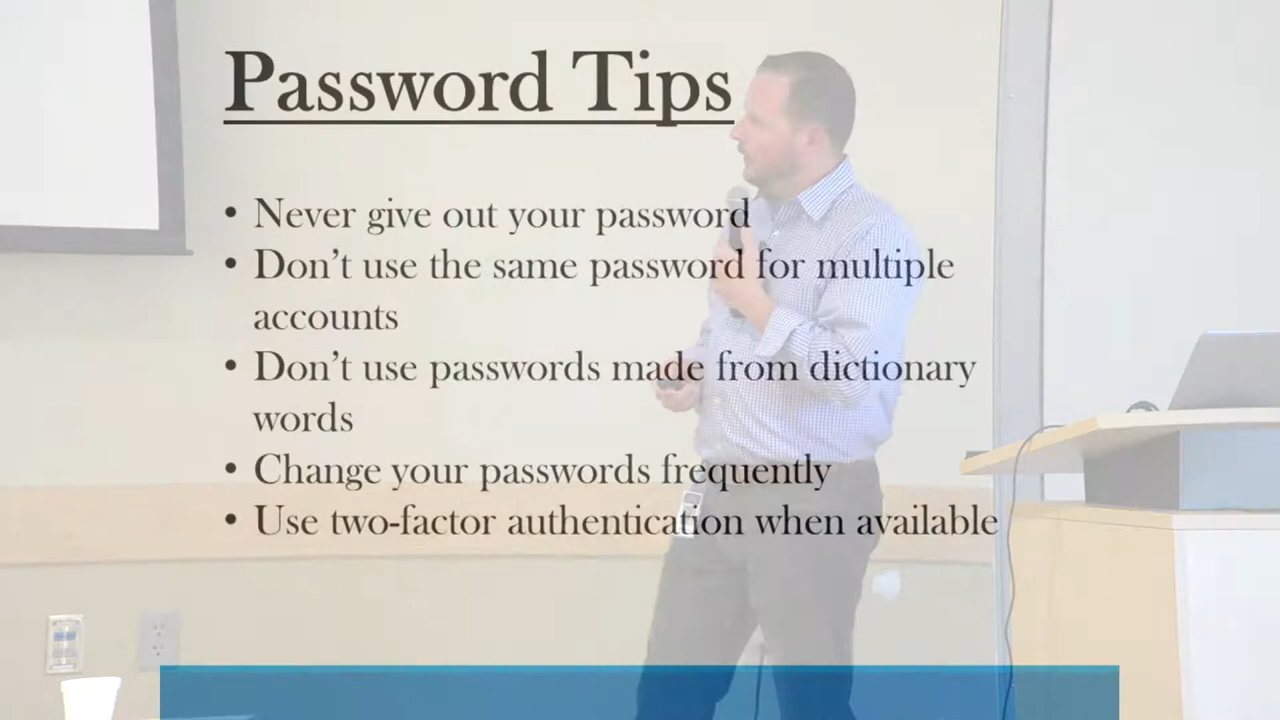 Password Tips
• Never give out your password
• Don't use the same password for multiple
accounts
• Don't use passwords made from dictionary
words
• Change your passwords frequently
• Use two-factor authentication when available